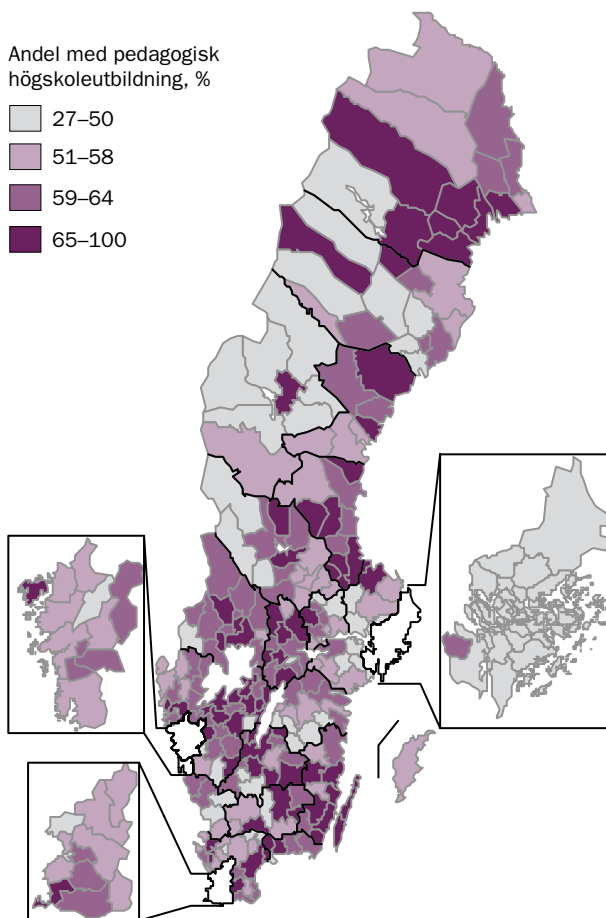 Andel med pedagogisk
högskoleutbildning, %
27–50
51–58
59–64
65–100